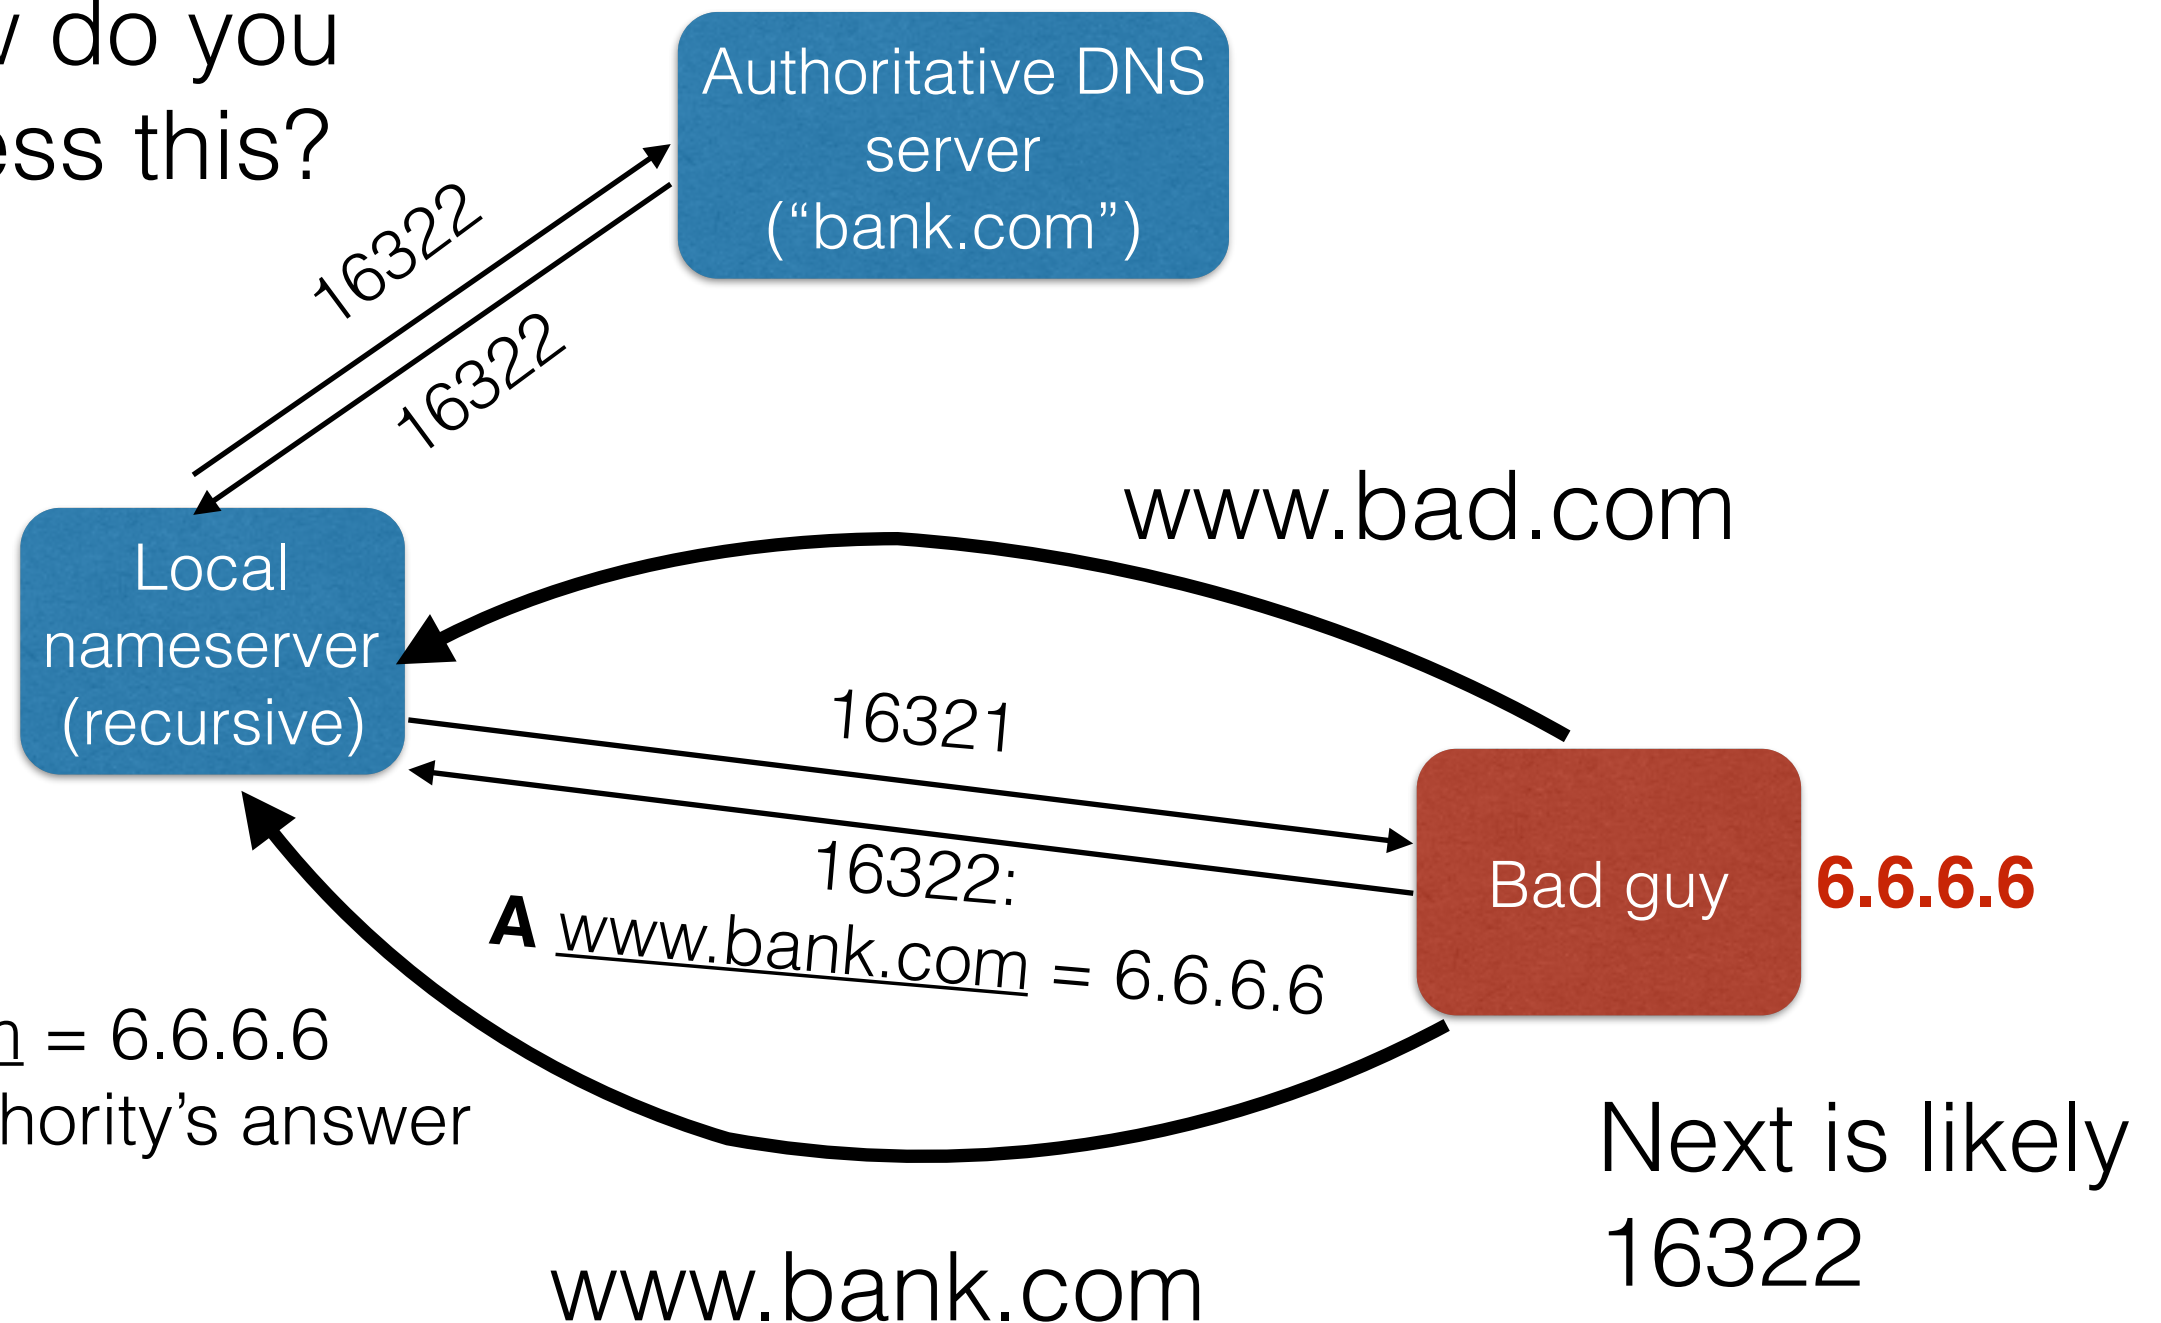 do you
this?
Authoritative DNS
server
(“bank.com”)
16322
16322
www.bad.com
Local
nameserver
(recursive)
16321
16322:
A www.bank.com = 6.6.6.6
Bad guy
6.6.6.6
= 6.6.6.6
answer
Next is likely
16322
www.bank.com